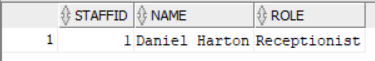 STAFFID NAME ROLE
1 1 Daniel Harton Receptionist